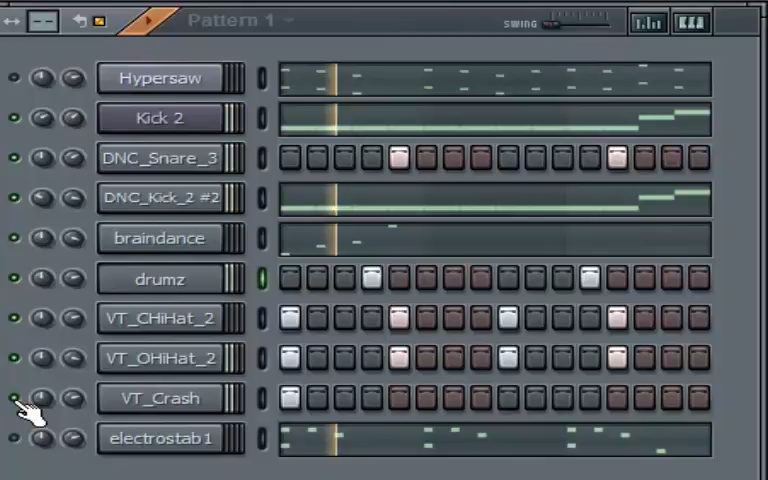 Pattern 1
SWING
Hypersaw
Kick 2
DNC_Snare_3
DNC_Kick_2 #2
braindance
drumz
VT_CHiHat_2
VT_OHiHat_2
VT_Crash
electrostab1